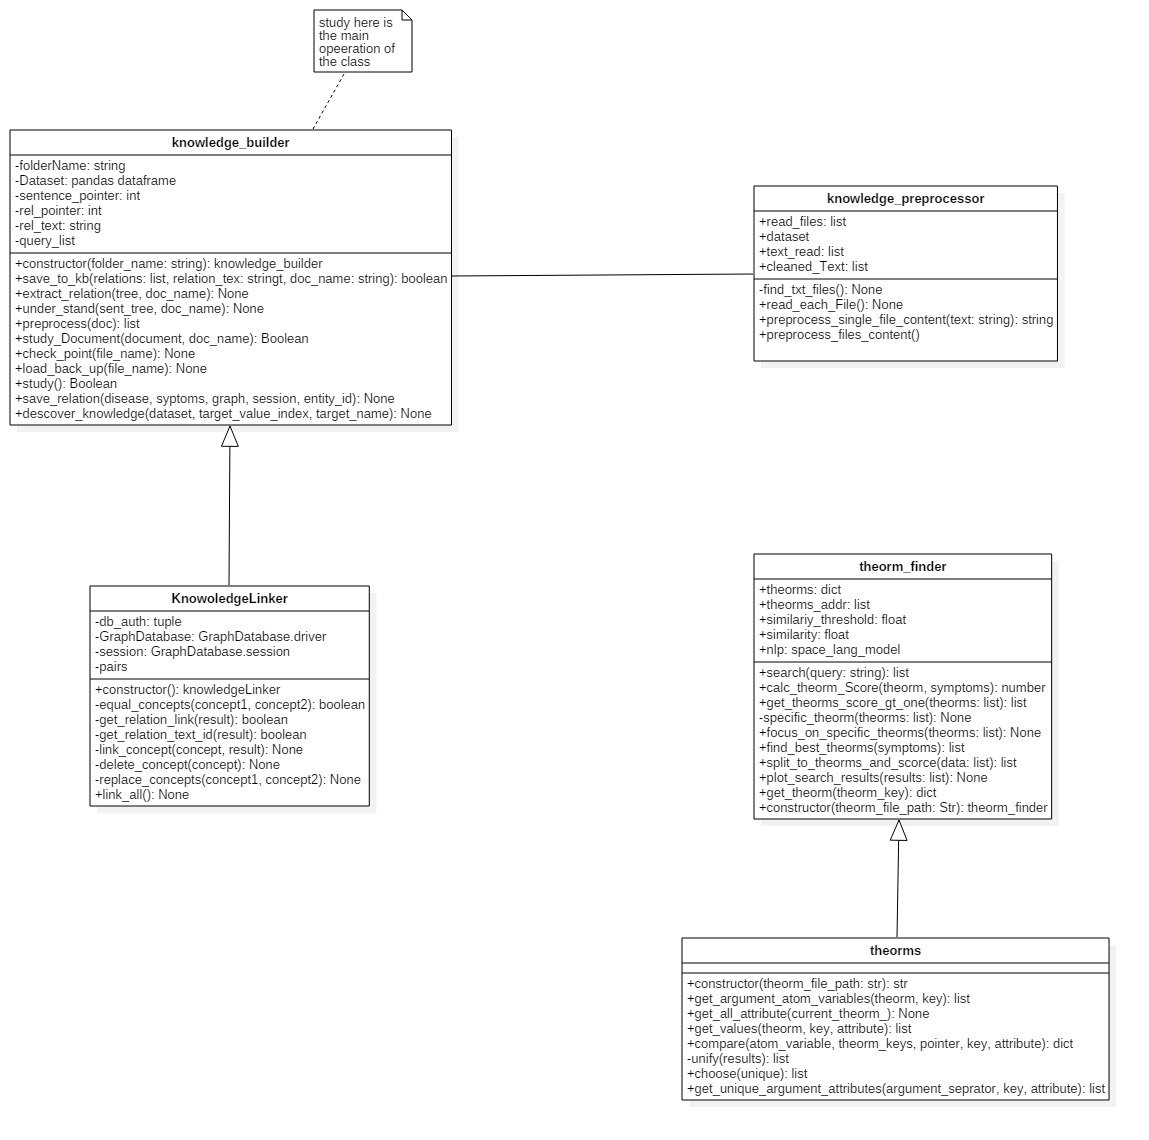 study here is
the main
opeeration of
the class
knowledge_builder
-folderName: string
-Dataset: pandas dataframe
-sentence_pointer: int
-rel_pointer: int
-rel_text: string
-query_list
+constructor(folder_name: string): knowledge_builder
+save_to_kb(relations: list, relation_tex: stringt, doc_name: string): boolean
+extract_relation(tree, doc_name): None
+under_stand(sent_tree, doc_name): None
+preprocess(doc): list
+study_Document(document, doc_name): Boolean
+check_point(file_name): None
+load_back_up(file_name): None
+study(): Boolean
+save_relation(disease, syptoms, graph, session, entity_id): None
+descover_knowledge(dataset, target_value_index, target_name): None
knowledge_preprocessor
+read_files: list
+dataset
+text_read: list
+cleaned_Text: list
-find_txt_files(): None
+read_each_File(): None
+preprocess_single_file_content(text: string): string
+preprocess_files_content()
KnowoledgeLinker
-db_auth: tuple
-GraphDatabase: GraphDatabase.driver
-session: GraphDatabase.session
-pairs
+constructor(): knowledgeLinker
-equal_concepts(concept1, concept2): boolean
-get_relation_link(result): boolean
-get_relation_text_id(result): boolean
-link_concept(concept, result): None
-delete_concept(concept): None
-replace_concepts(concept1, concept2): None
+link_all(): None
theorm_finder
+theorms: dict
+theorms_addr: list
+similariy_threshold: float
+similarity: float
+nlp: space_lang_model
+search(query: string): list
+calc_theorm_Score(theorm, symptoms): number
+get_theorms_score_gt_one(theorms: list): list
-specific_theorm(theorms: list): None
+focus_on_specific_theorms(theorms: list): None
+find_best_theorms(symptoms): list
+split_to_theorms_and_scorce(data: list): list
+plot_search_results(results: list): None
+get_theorm(theorm_key): dict
+constructor(theorm_file_path: Str): theorm_finder
theorms
+constructor(theorm_file_path: str): str
+get_argument_atom_variables(theorm, key): list
+get_all_attribute(current_theorm_): None
+get_values(theorm, key, attribute): list
+compare(atom_variable, theorm_keys, pointer, key, attribute): dict
-unify(results): list
+choose(unique): list
+get_unique_argument_attributes(argument_seprator, key, attribute): list